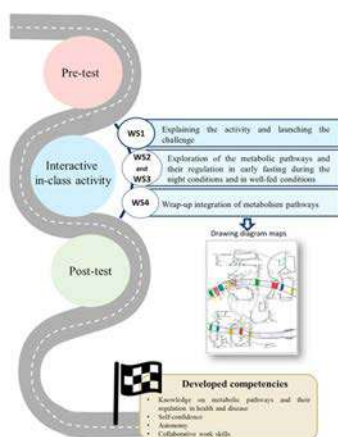 Pre-test
WS1
Explaining the activity and launching the
challenge
Interactive
in-class activity
WS2
and
WS3
Exploration of the metabolic pathways and
their regulation in early fasting during the
night conditions and in well-fed conditions
WS4
Wrap-up integration of metabolism pathways
Drawing diagram maps
Post-test
Developed competencies
• Knowledge on metabolic pathways and their
regulation in health and disease
• Self-confidence
• Autonomy
• Collaborative work skills